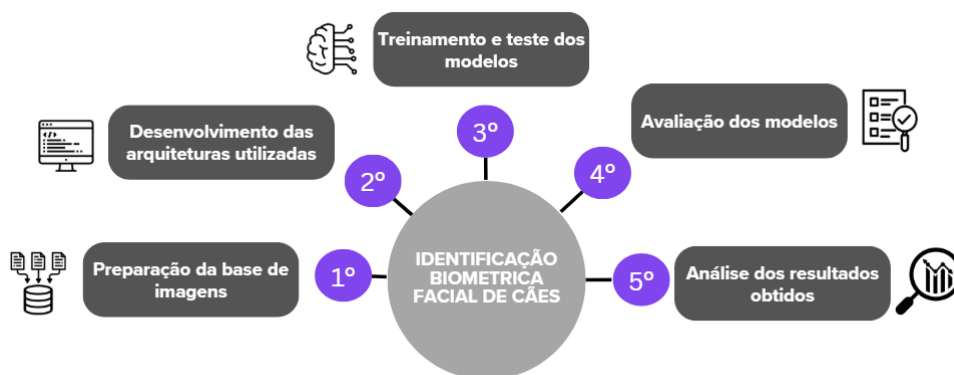 1º
Preparação da base de
imagens
2º
Desenvolvimento das
arquiteturas utilizadas
3º
Treinamento e teste dos
modelos
4º
Avaliação dos modelos
5º
Análise dos resultados
obtidos
IDENTIFICAÇÃO
BIOMETRICA
FACIAL DE CÃES